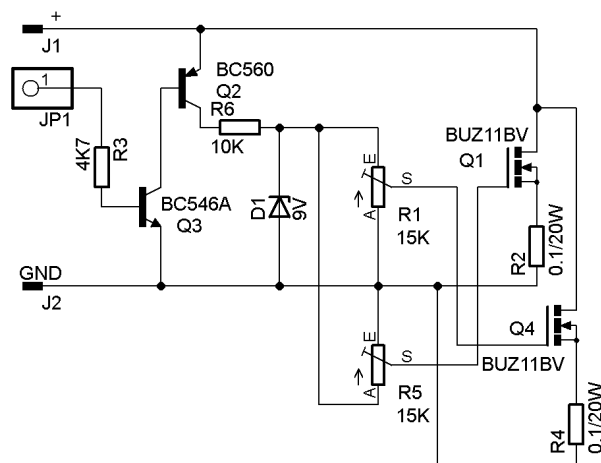 +
J1
1
JP1
4K7
R3
BC560
Q2
R6
10K
BC546A
Q3
D1
9V
E
S
A
R1
15K
BUZ11BV
Q1
R2
0.1/20W
GND
J2
E
S
A
R5
15K
Q4
BUZ11BV
R4
0.1/20W